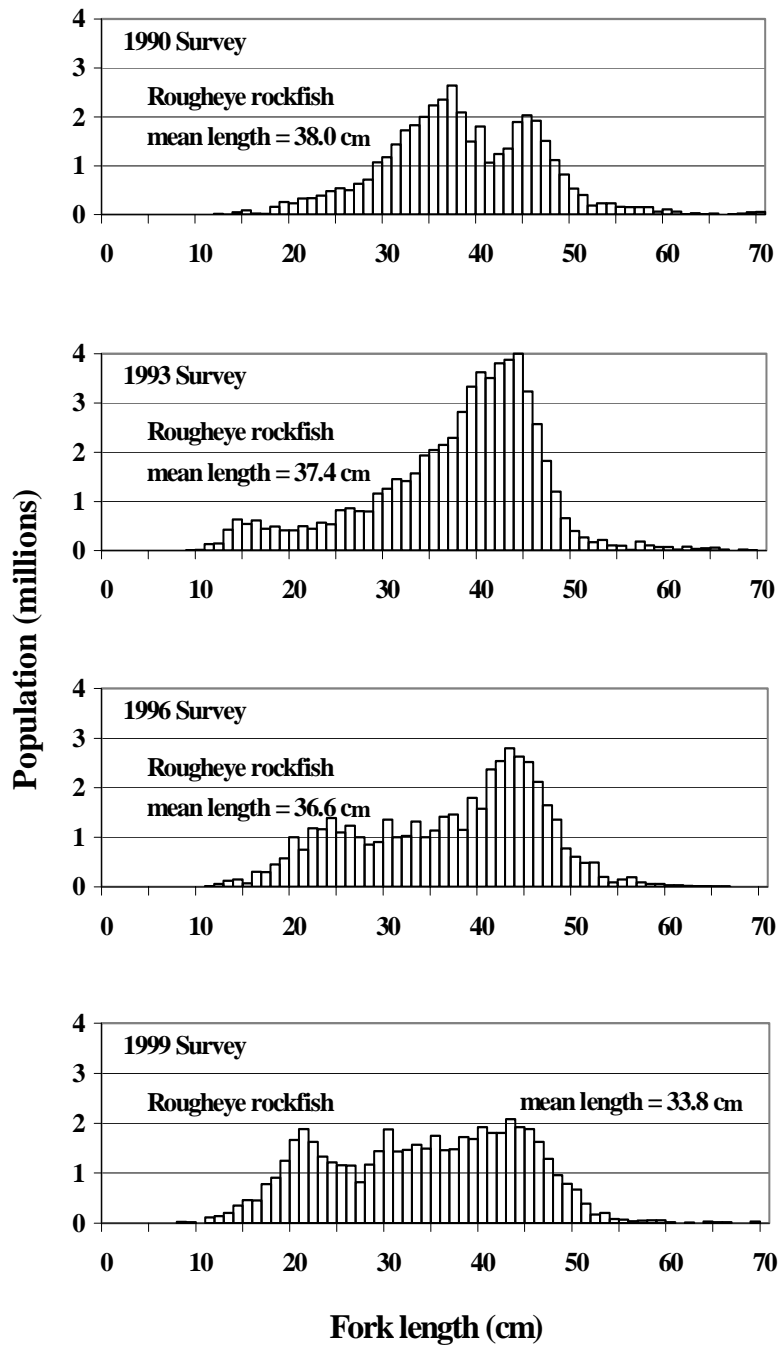 4
3
2
1
0
1990 Survey
Rougheye rockfish
mean length = 38.0 cm
0 10 20 30 40 50 60 70
4
3
2
1
0
1993 Survey
Rougheye rockfish
mean length = 37.4 cm
0 10 20 30 40 50 60 70
Population (millions)
4
3
2
1
0
1996 Survey
Rougheye rockfish
mean length = 36.6 cm
0 10 20 30 40 50 60 70
4
3
2
1
0
1999 Survey
Rougheye rockfish
mean length = 33.8 cm
0 10 20 30 40 50 60 70
Fork length (cm)